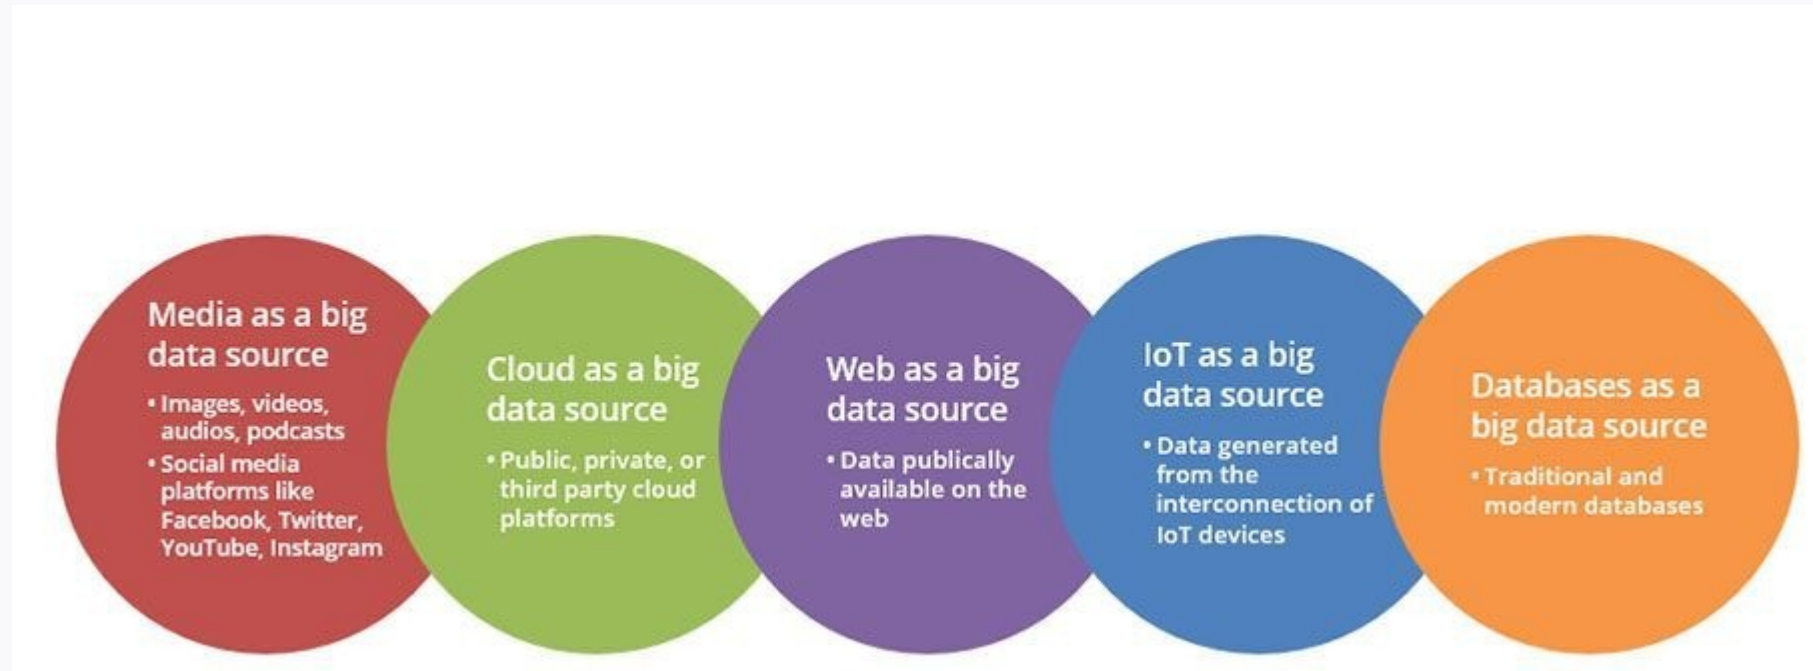 Media as a big
data source
• Images, videos,
audios, podcasts
• Social media
platforms like
Facebook, Twitter,
YouTube, Instagram
Cloud as a big
data source
• Public, private, or
third party cloud
platforms
Web as a big
data source
• Data publically
available on the
web
IoT as a big
data source
• Data generated
from the
interconnection of
IoT devices
Databases as a
big data source
• Traditional and
modern databases